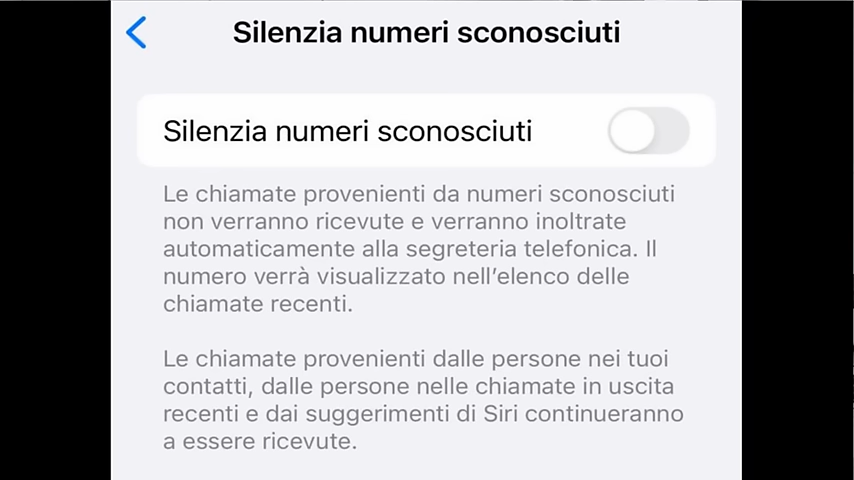 Silenzia numeri sconosciuti
Silenzia numeri sconosciuti
Le chiamate provenienti da numeri sconosciuti
non verranno ricevute e verranno inoltrate
automaticamente alla segreteria telefonica. Il
numero verrà visualizzato nell’elenco delle
chiamate recenti.
Le chiamate provenienti dalle persone nei tuoi
contatti, dalle persone nelle chiamate in uscita
recenti e dai suggerimenti di Siri continueranno
a essere ricevute.